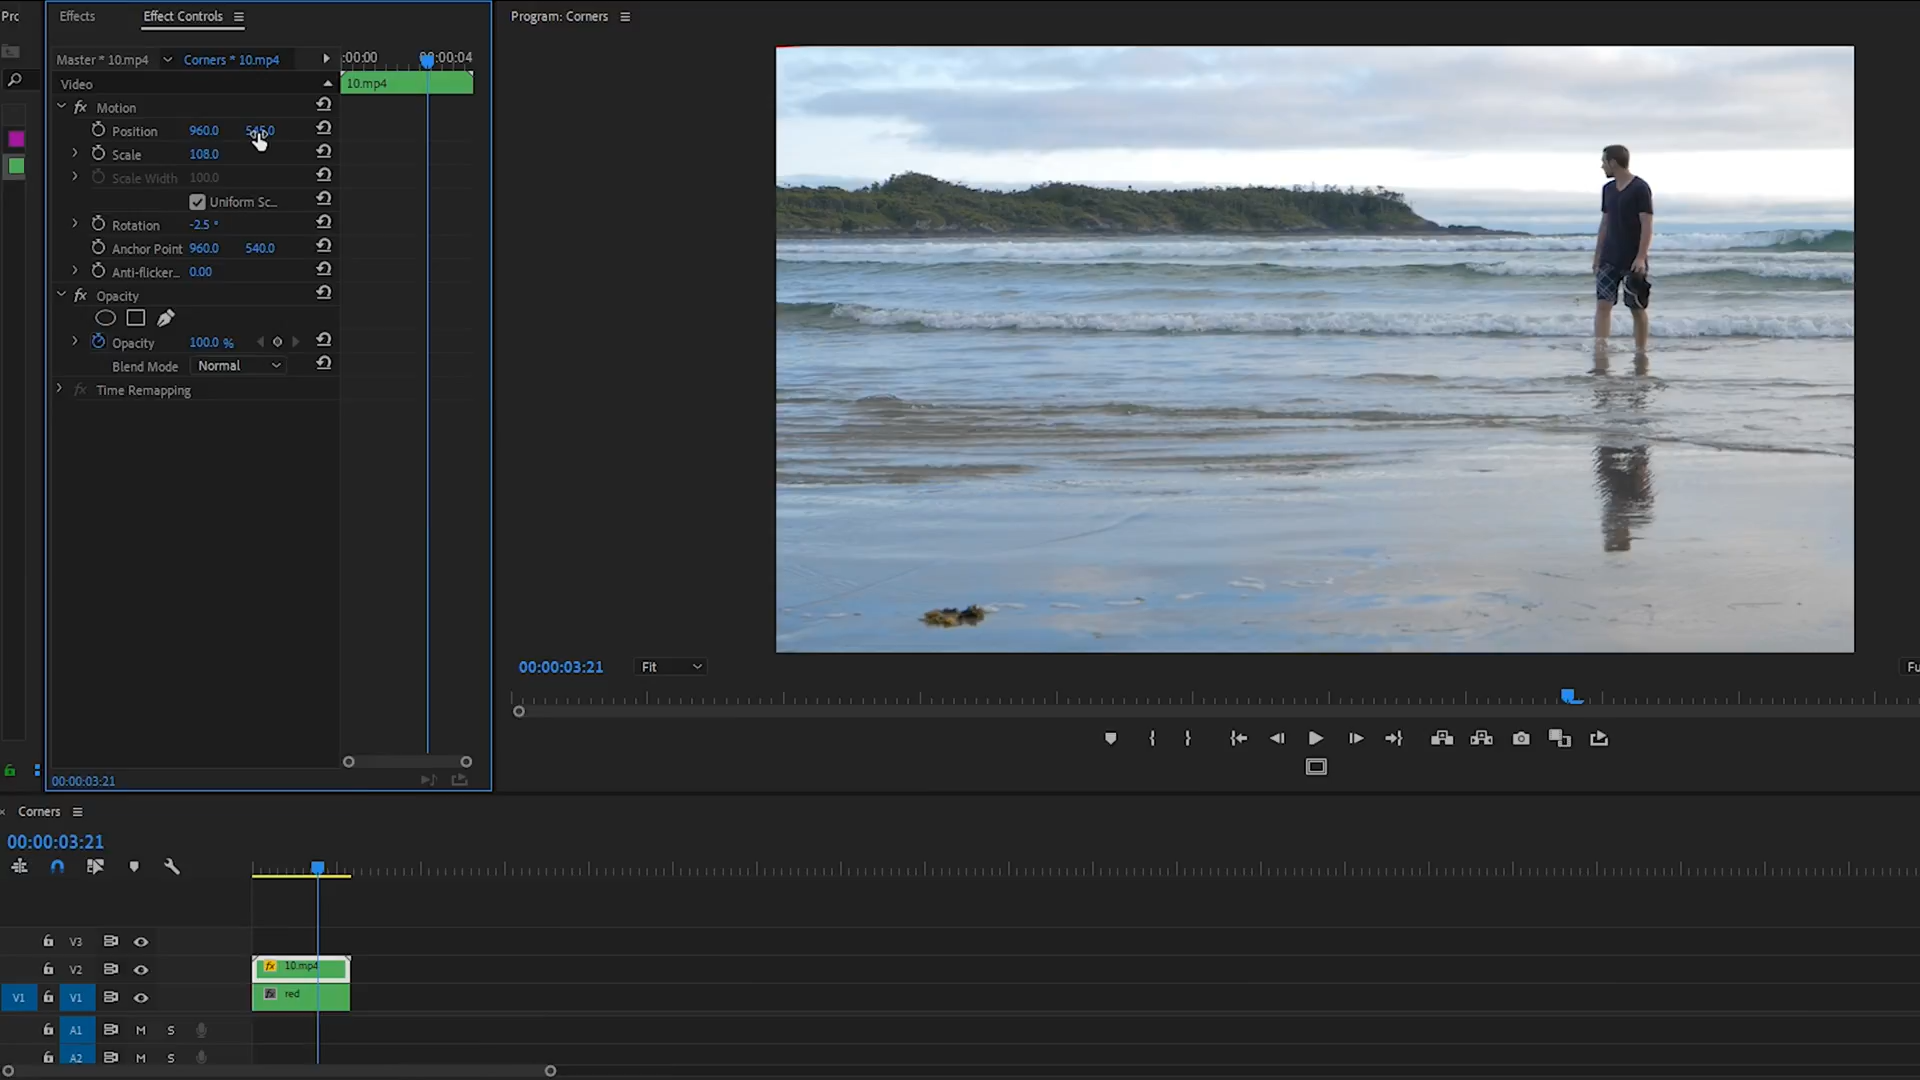 Effects Effect Controls
Program: Corners
Master * 10.mp4 Corners * 10.mp4
:00:00 00:00:04
Video
10.mp4
Motion
Position 960.0 545.0
Scale 108.0
Scale Width 100.0
Uniform Sc...
Rotation -2.5 °
Anchor Point 960.0 540.0
Anti-flicker... 0.00
Opacity
Opacity 100.0 %
Blend Mode Normal
Time Remapping
00:00:03:21 Fit
00:00:03:21
Corners
00:00:03:21
V3
V2 10.mp4
V1 V1 red
A1 M S
A2 M S